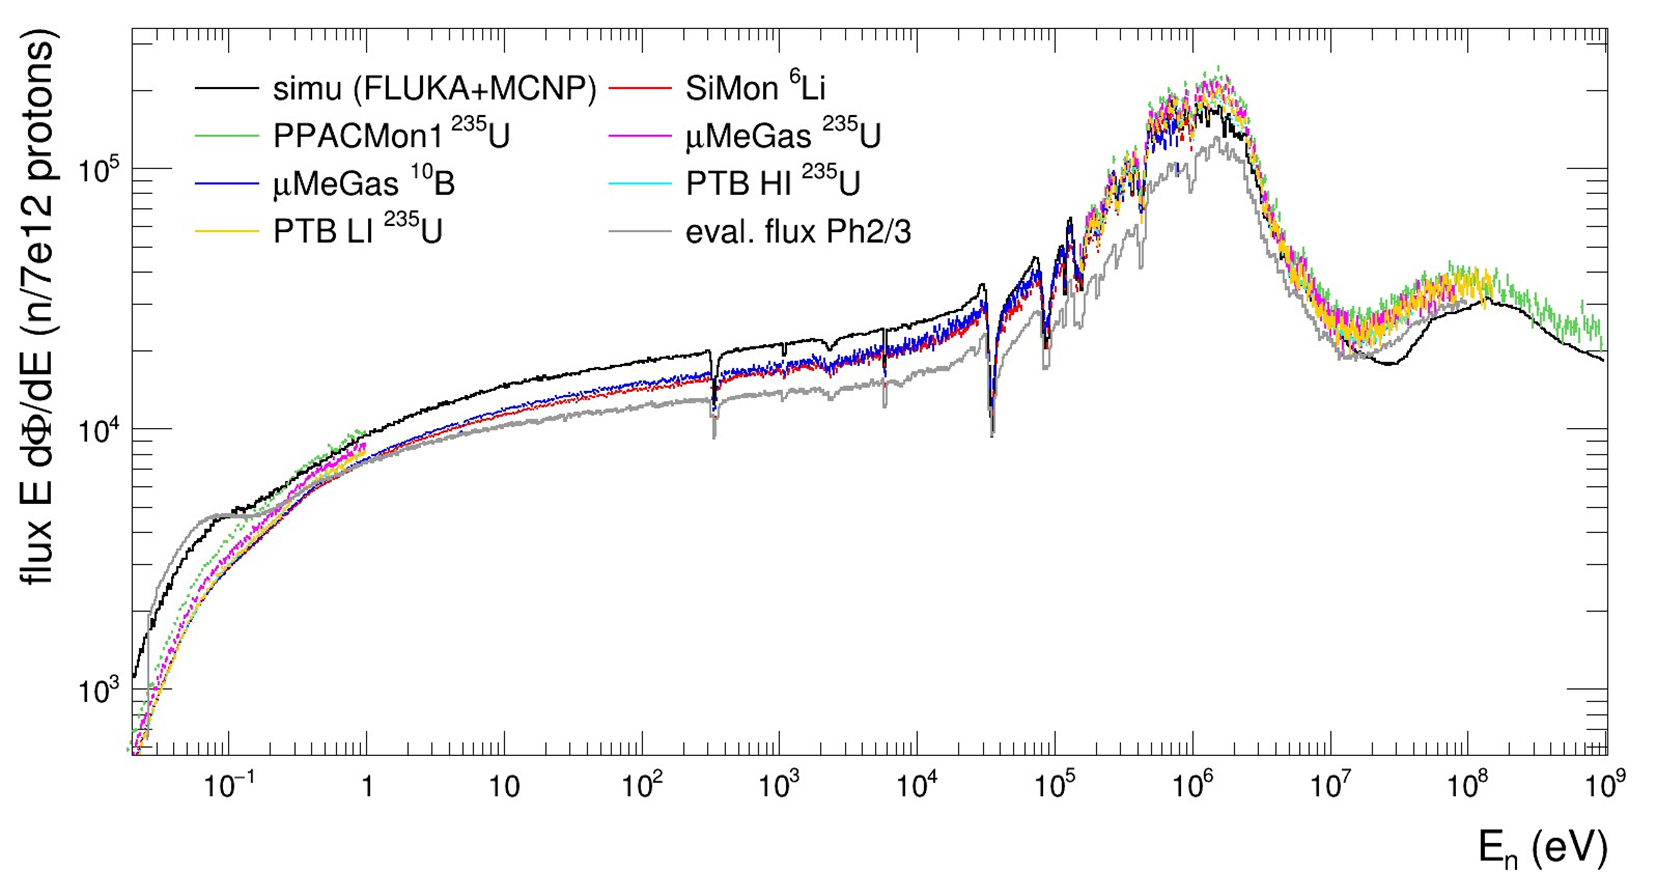 flux E dΦ/dE (n/7e12 protons)
simu (FLUKA+MCNP)
SiMon ⁶Li
PPACMon1 ²³⁵U
μMeGas ²³⁵U
μMeGas ¹⁰B
PTB HI ²³⁵U
PTB LI ²³⁵U
eval. flux Ph2/3
10⁵
10⁴
10³
10⁻¹ 1 10 10² 10³ 10⁴ 10⁵ 10⁶ 10⁷ 10⁸ 10⁹
Eₙ (eV)